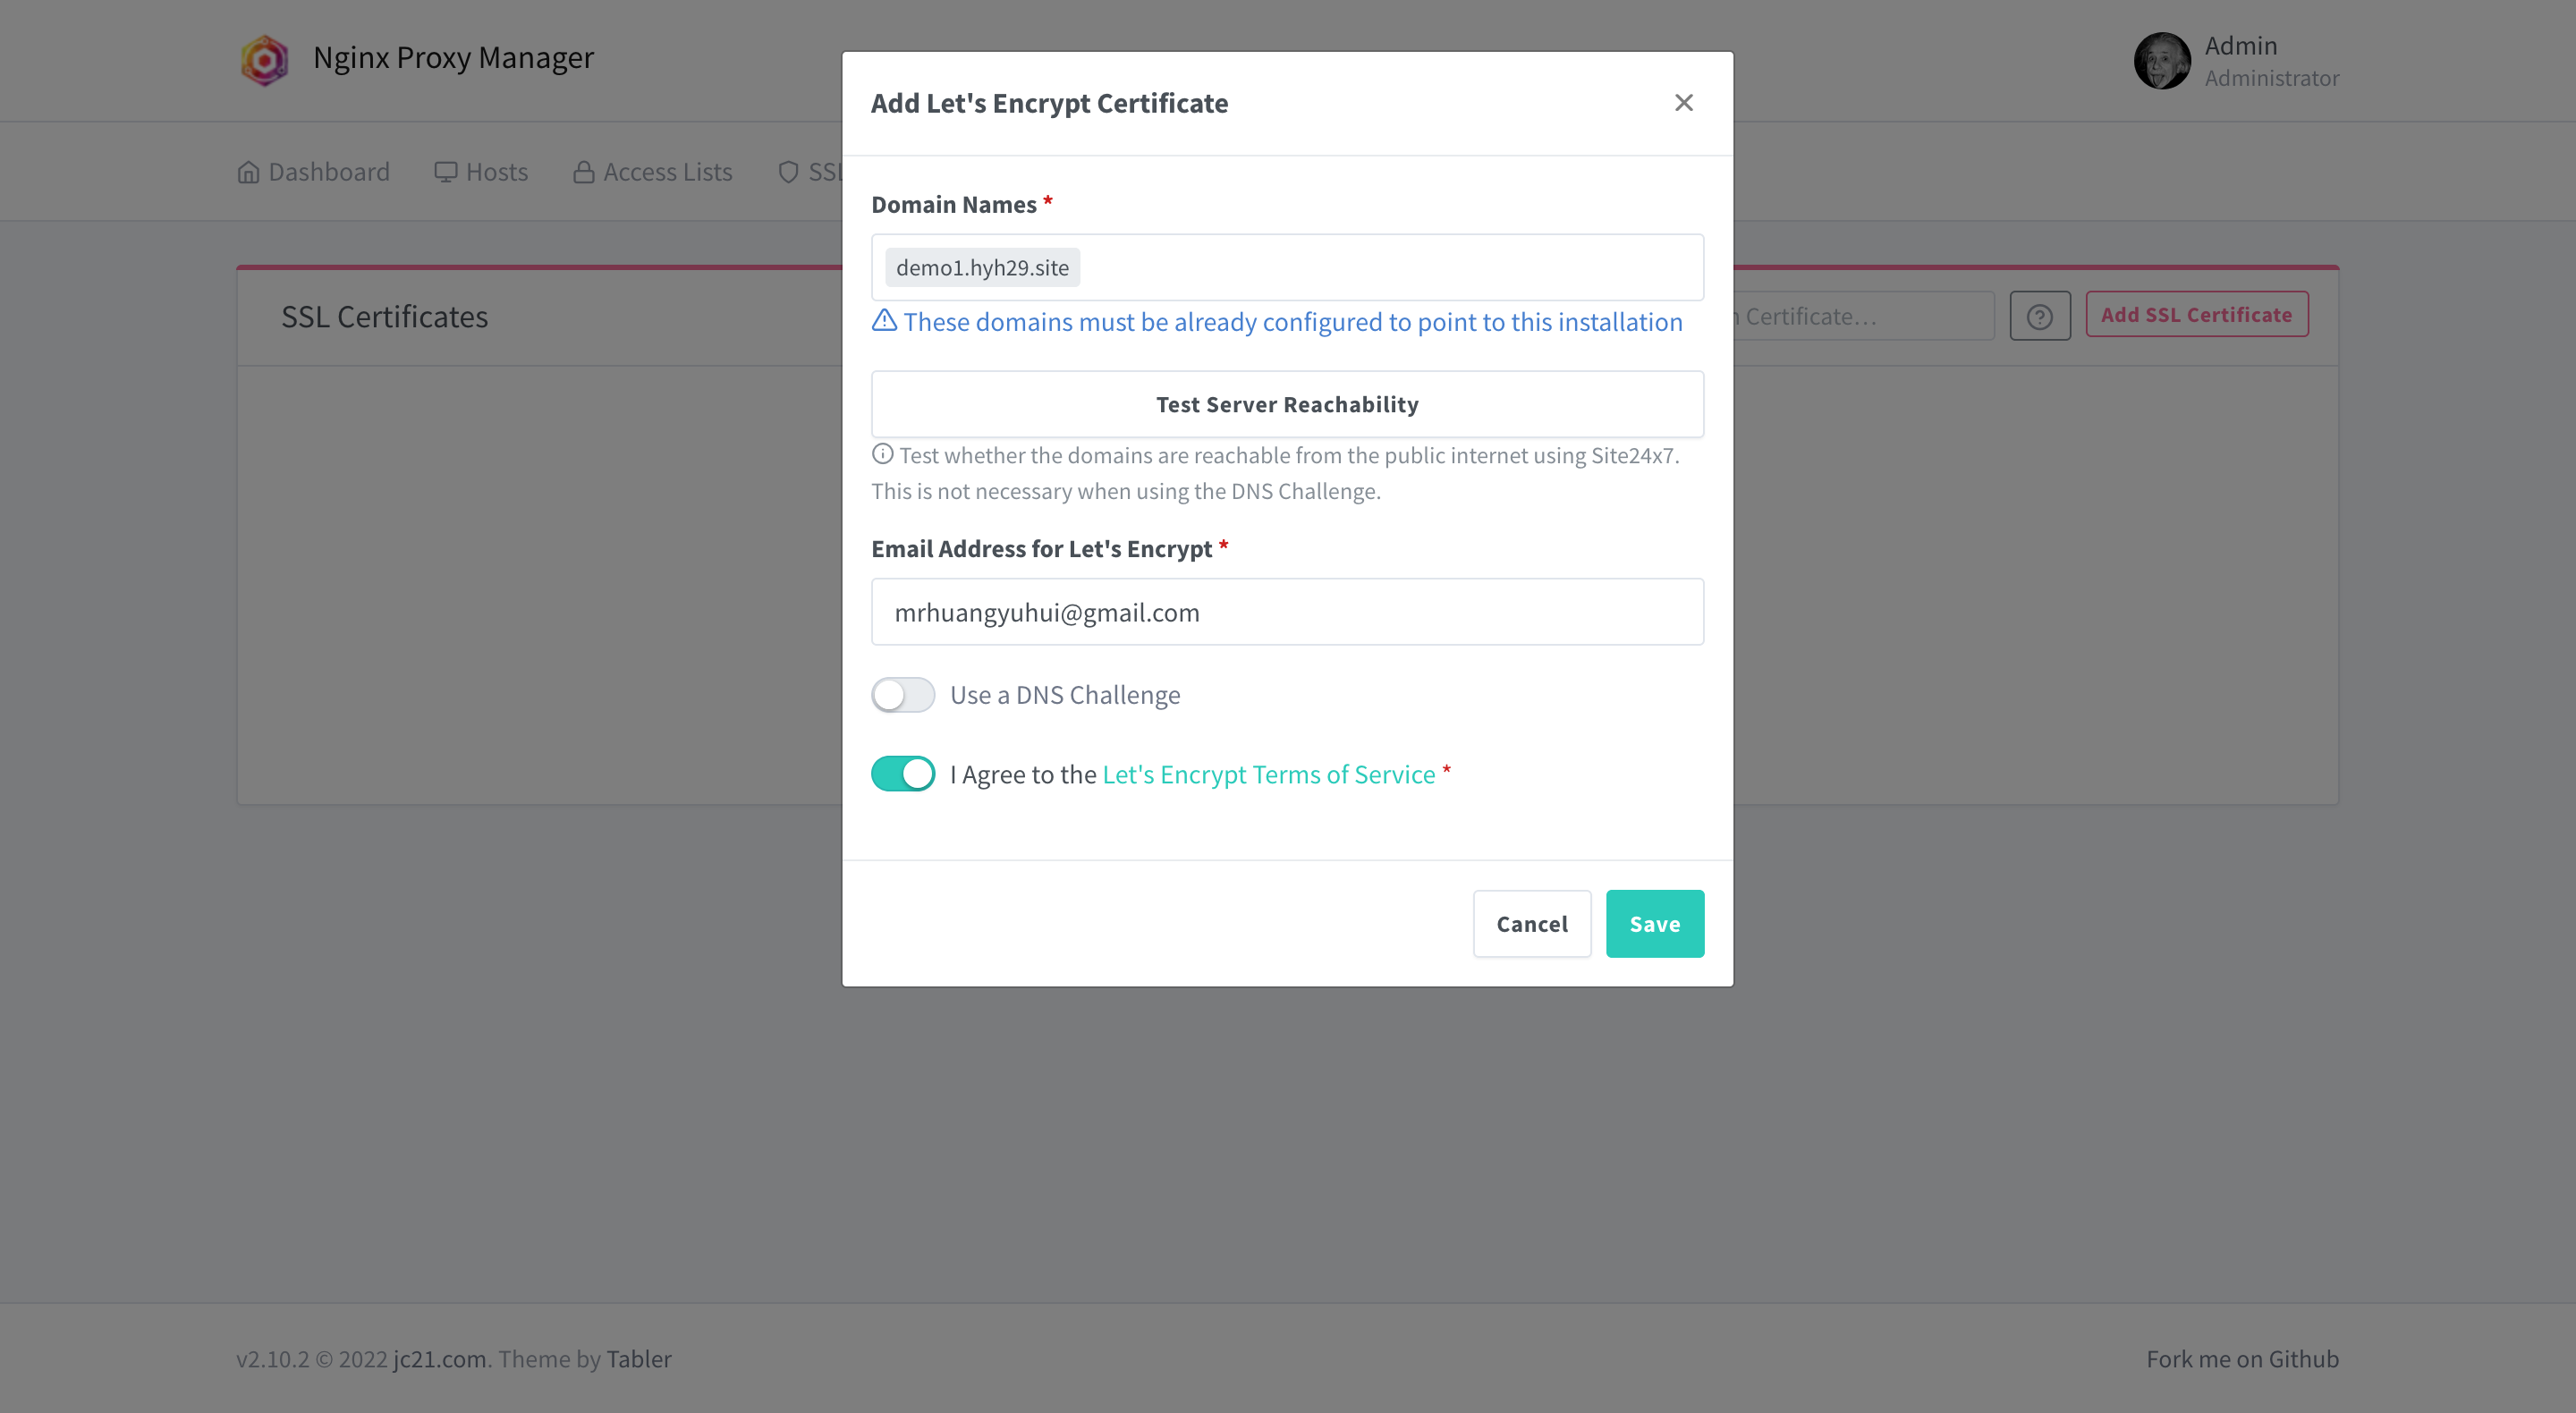 Nginx Proxy Manager
Admin
Administrator
Dashboard
Hosts
Access Lists
SSL
SSL Certificates
Certificate…
Add SSL Certificate
Add Let's Encrypt Certificate
Domain Names *
demo1.hyh29.site
These domains must be already configured to point to this installation
Test Server Reachability
Test whether the domains are reachable from the public internet using Site24x7.
This is not necessary when using the DNS Challenge.
Email Address for Let's Encrypt *
mrhuangyuhui@gmail.com
Use a DNS Challenge
I Agree to the Let's Encrypt Terms of Service *
Cancel
Save
v2.10.2 © 2022 jc21.com. Theme by Tabler
Fork me on Github